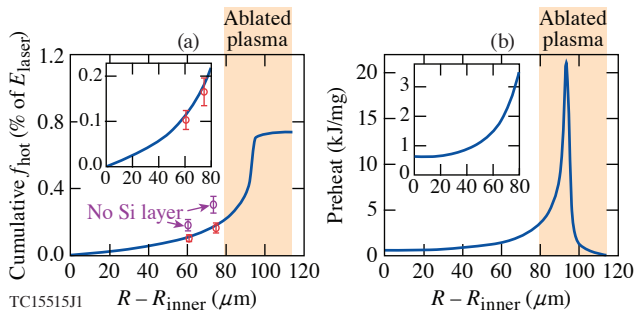 Ablated
plasma
(a)
Cumulative f_hot (% of E_laser)
1.2
0.8
0.4
0.0
0.2
0.1
0.0
0 20 40 60 80
No Si layer
0 20 40 60 80 100 120
R – R_inner (μm)
TC15515J1
Ablated
plasma
(b)
Preheat (kJ/mg)
20
15
10
5
0
3
2
1
0
0 20 40 60 80
0 20 40 60 80 100 120
R – R_inner (μm)